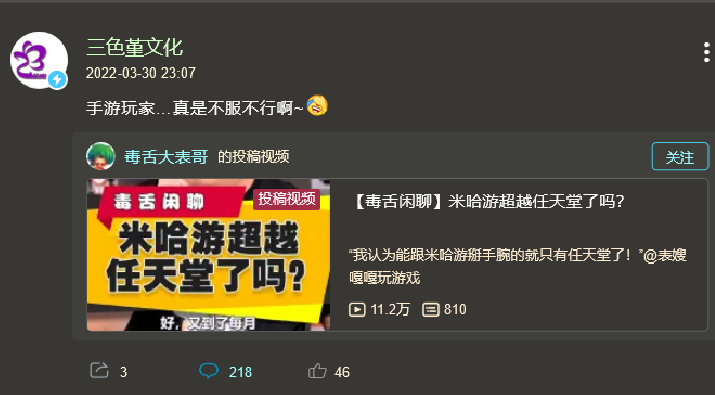 三色堇文化
2022-03-30 23:07
手游玩家…真是不服不行啊~
毒舌大表哥 的投稿视频
关注
投稿视频
毒舌闲聊
米哈游超越
任天堂了吗?
好，又到了每月
【毒舌闲聊】米哈游超越任天堂了吗?
“我认为能跟米哈游掰手腕的就只有任天堂了！”@表嫂
嘎嘎玩游戏
11.2万 810
3 218 46